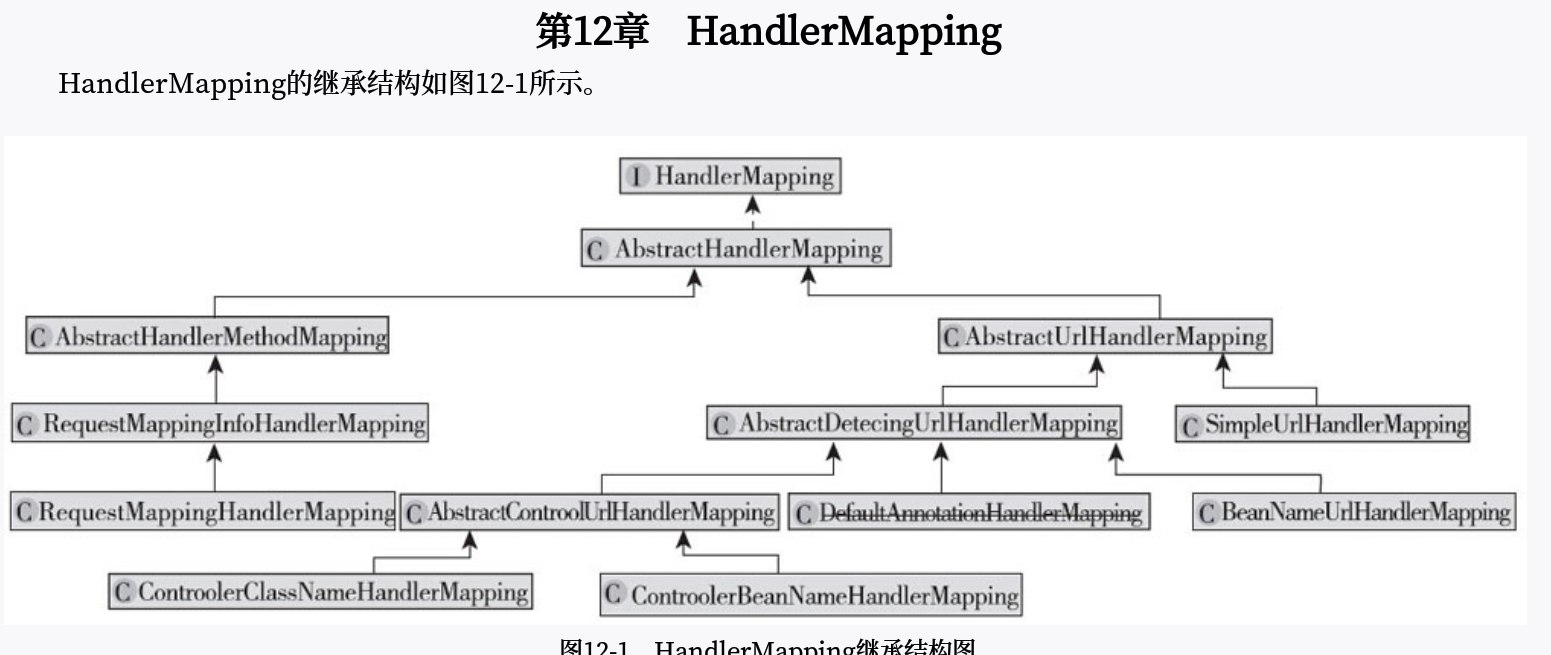 第12章 HandlerMapping
HandlerMapping的继承结构如图12-1所示。
I HandlerMapping
C AbstractHandlerMapping
C AbstractHandlerMethodMapping
C AbstractUrlHandlerMapping
C RequestMappingInfoHandlerMapping
C AbstractDetecingUrlHandlerMapping
C SimpleUrlHandlerMapping
C RequestMappingHandlerMapping
C AbstractControolUrlHandlerMapping
C DefaultAnnotationHandlerMapping
C BeanNameUrlHandlerMapping
C ControolerClassNameHandlerMapping
C ControolerBeanNameHandlerMapping
图12-1 HandlerMapping继承结构图